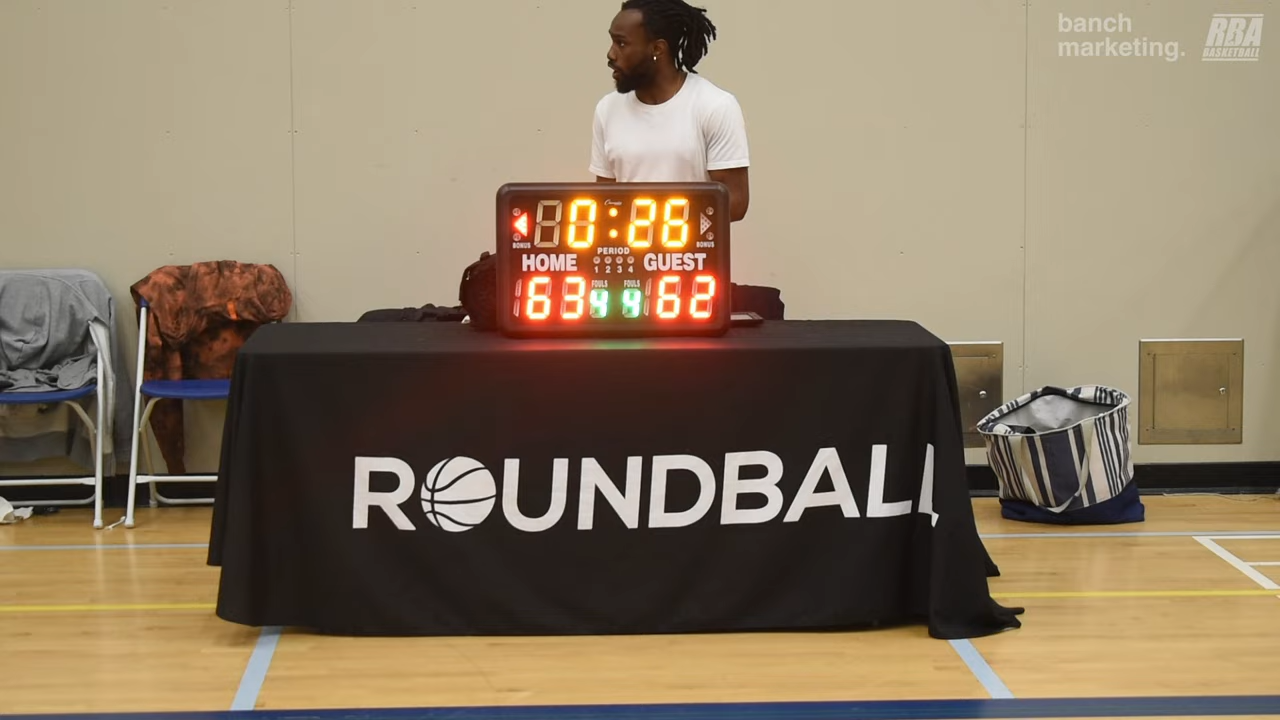 banch
marketing.
RBA
BASKETBALL
0:26
BONUS
BONUS
PERIOD
HOME
1 2 3 4
GUEST
FOULS
FOULS
63
4
4
62
ROUNDBALL